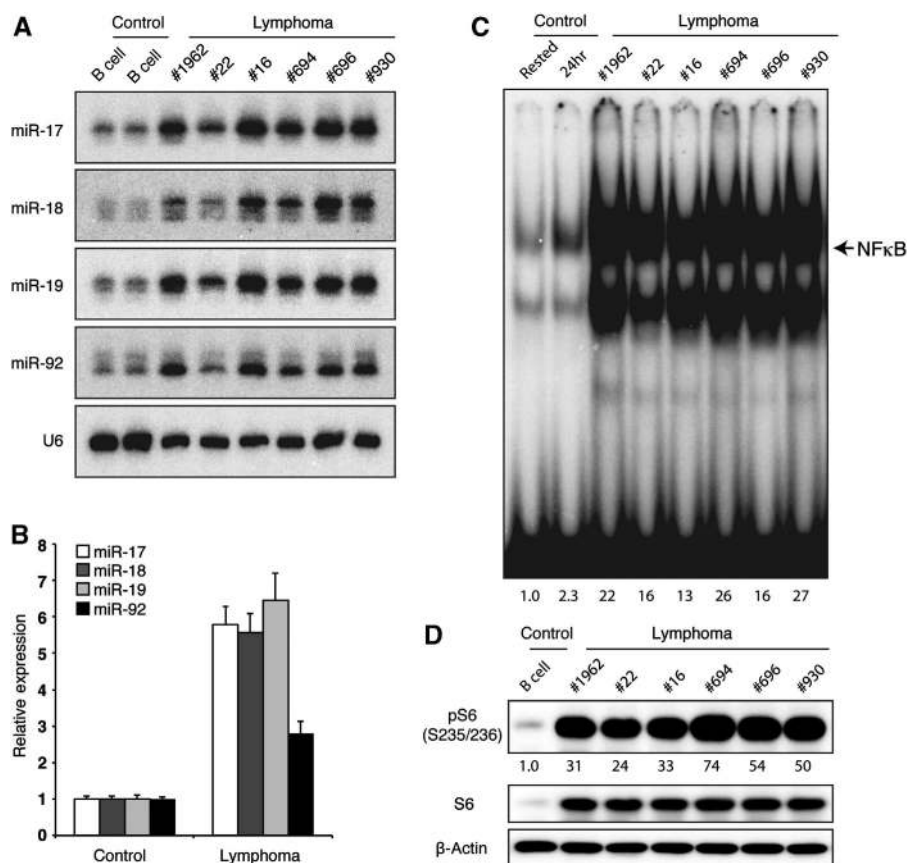 A
Control Lymphoma
B cell B cell #1962 #22 #16 #694 #696 #930
miR-17
miR-18
miR-19
miR-92
U6
B
8
7
6
5
4
3
2
1
0
Relative expression
miR-17
miR-18
miR-19
miR-92
Control Lymphoma
C
Control Lymphoma
Rested 24hr #1962 #22 #16 #694 #696 #930
NFκB
1.0 2.3 22 16 13 26 16 27
D
Control Lymphoma
B cell #1962 #22 #16 #694 #696 #930
pS6
(S235/236)
1.0 31 24 33 74 54 50
S6
β-Actin